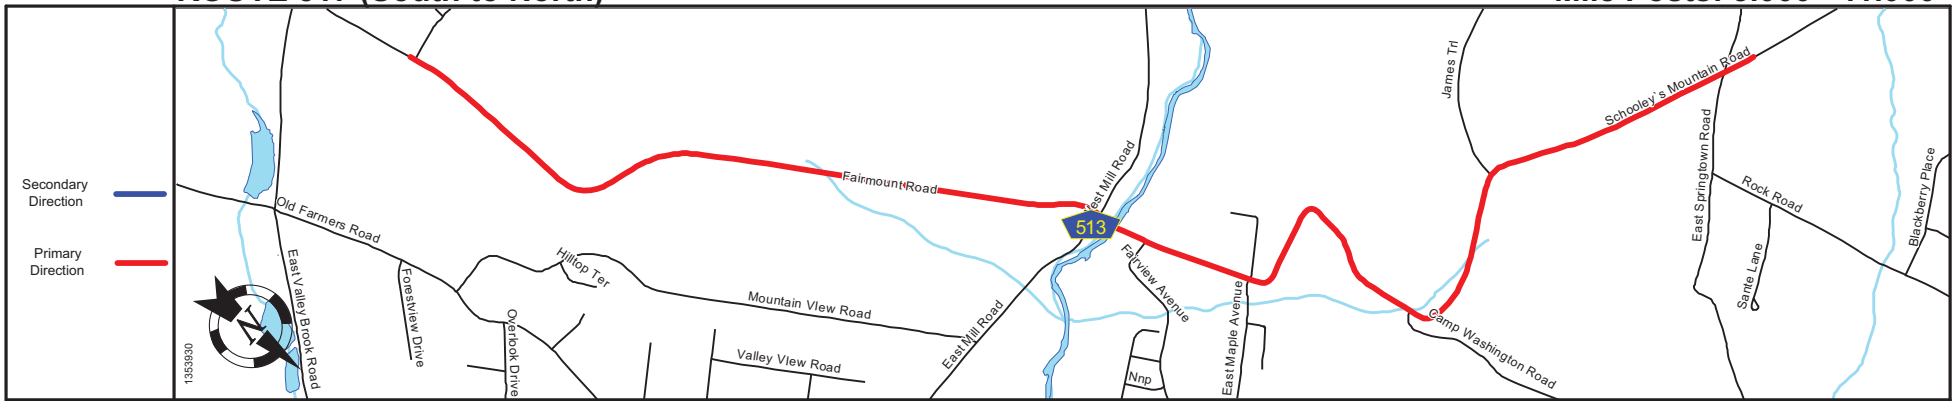 Secondary
Direction
Primary
Direction
1353930
N
Old Farmers Road
East Valley Brook Road
Forestview Drive
Hilltop Ter
Overlook Drive
Mountain VIew Road
Valley VIew Road
East Mill Road
Fairmount Road
West Mill Road
513
Fairview Avenue
Nnp
East Maple Avenue
Camp Washington Road
James Trl
Schooley`s Mountain Road
East Springtown Road
Rock Road
Sante Lane
Blackberry Place